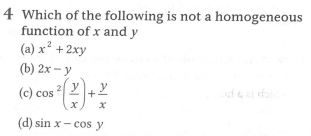 4 Which of the following is not a homogeneous
function of x and y
(a) x² + 2xy
(b) 2x – y
(c) cos²(y/x) + y/x
(d) sin x – cos y